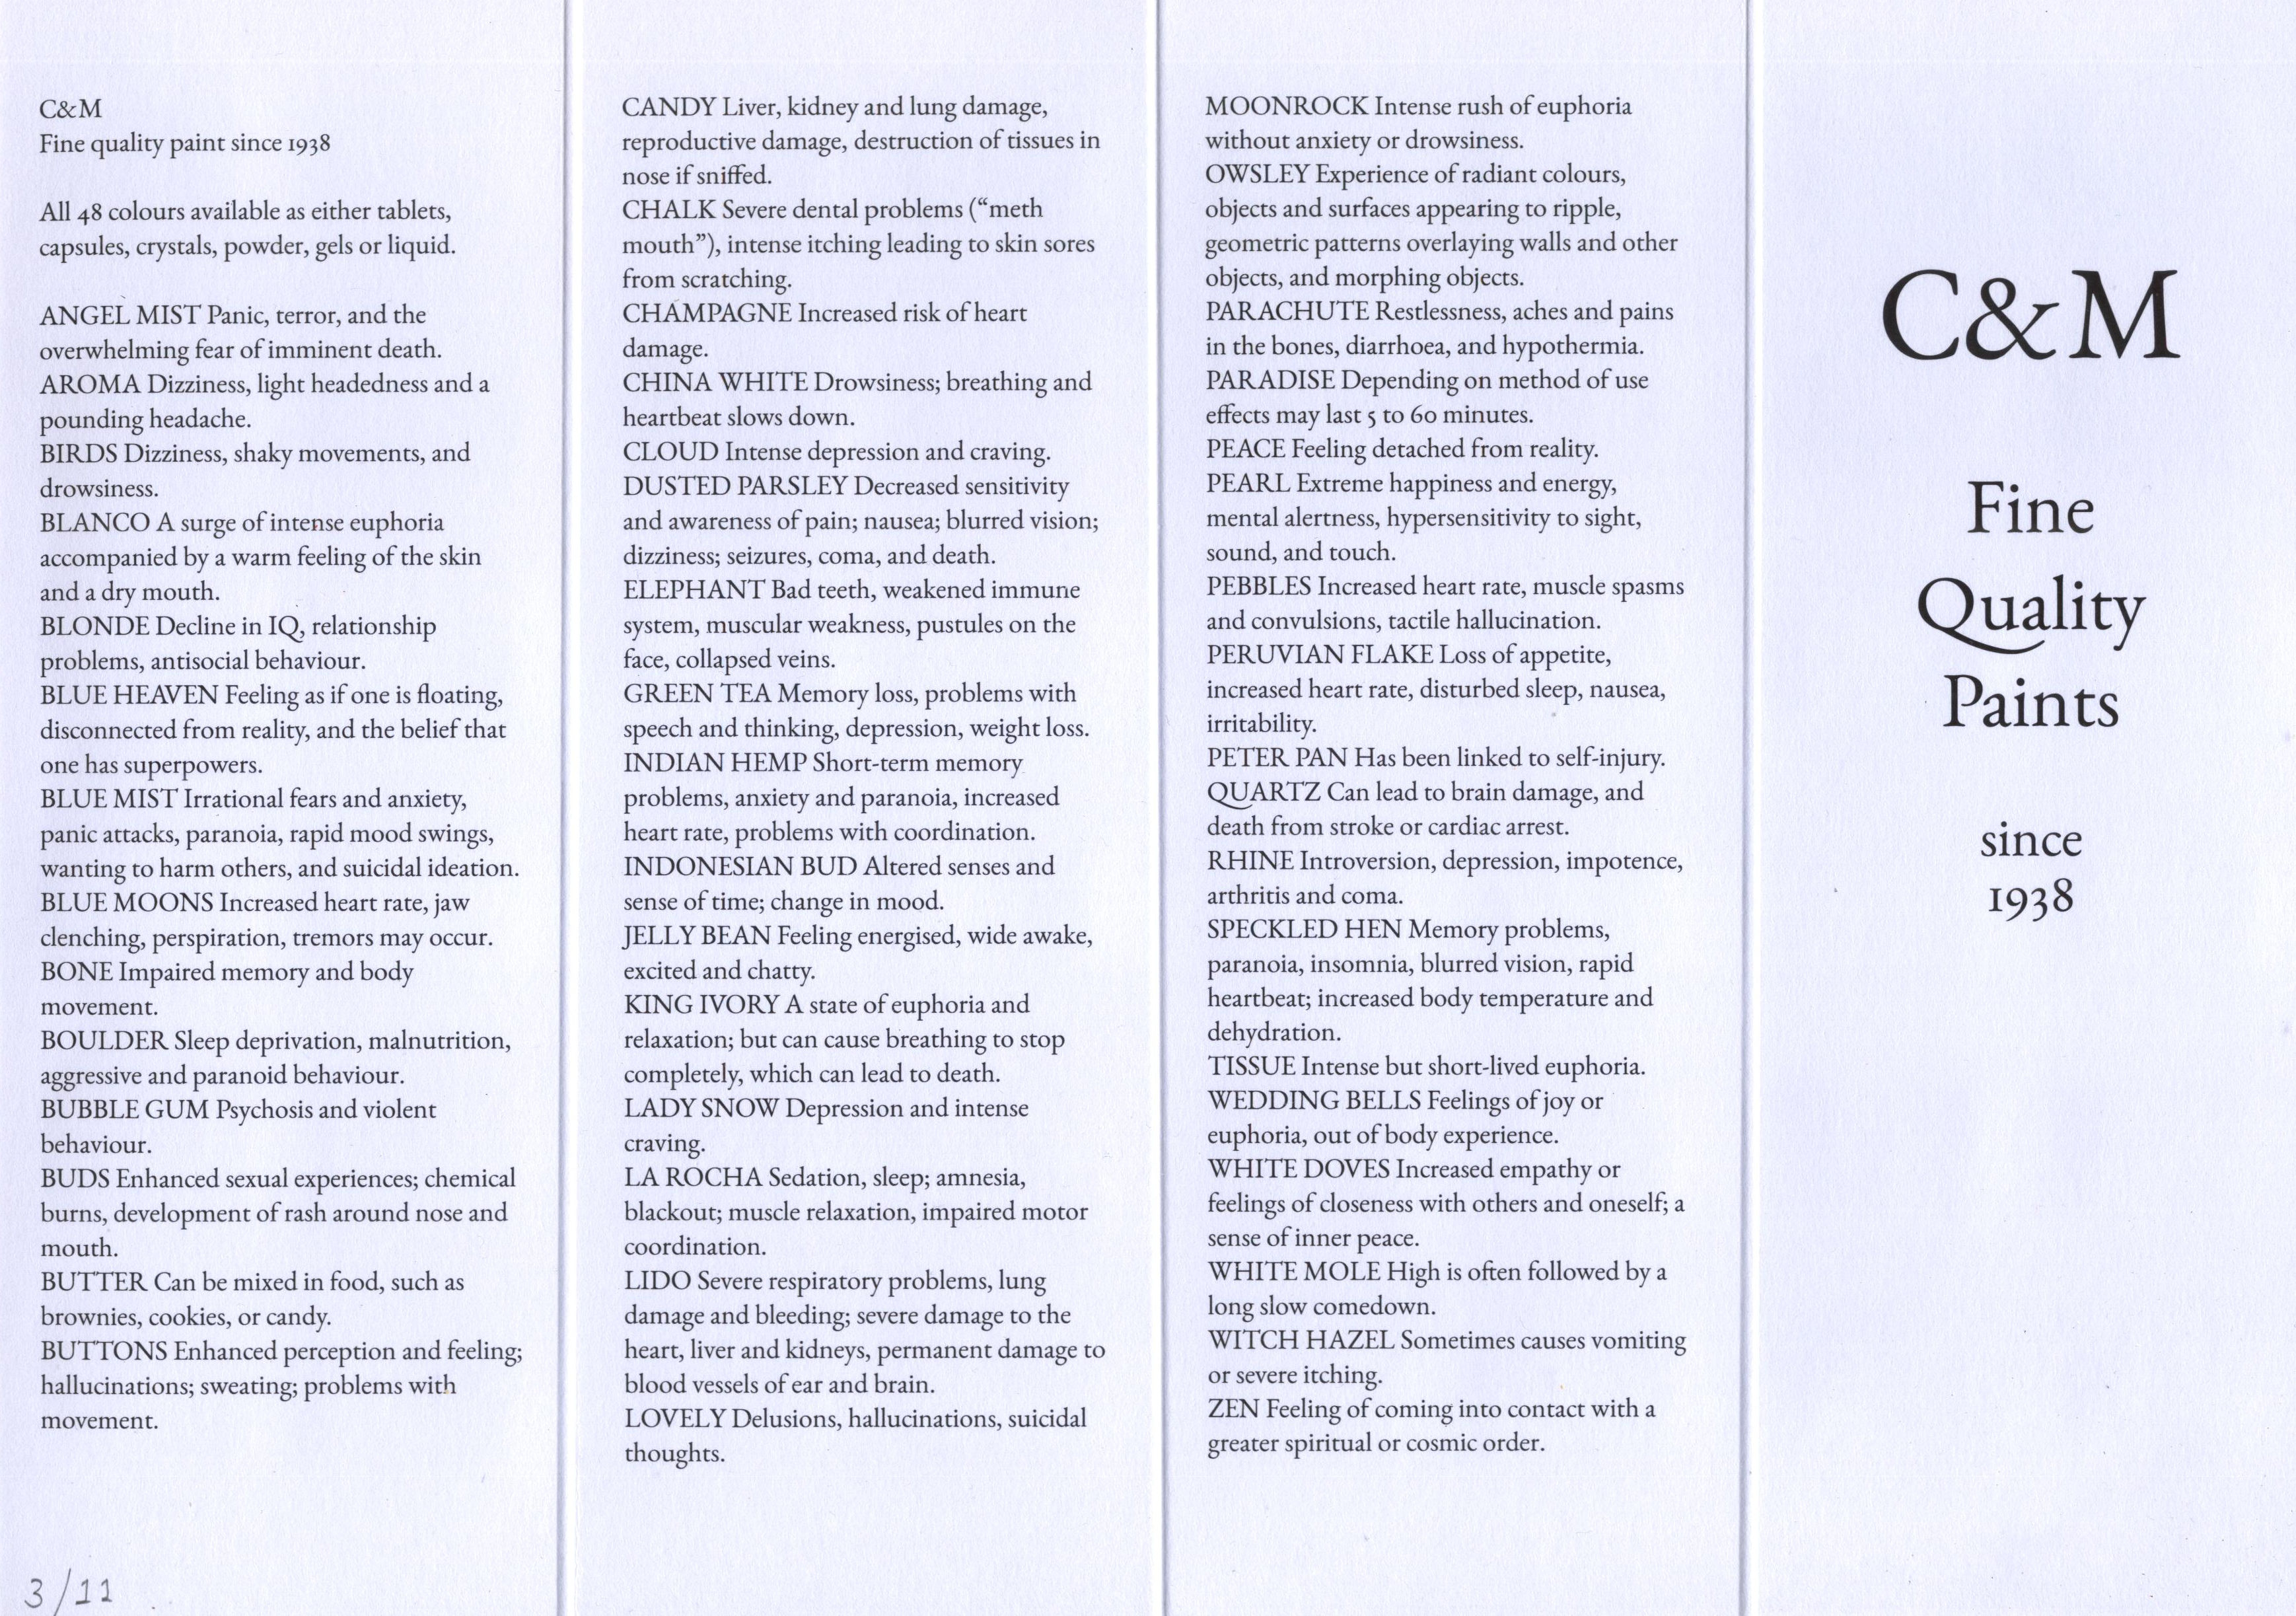 C&M
Fine quality paint since 1938
All 48 colours available as either tablets,
capsules, crystals, powder, gels or liquid.
ANGEL MIST Panic, terror, and the
overwhelming fear of imminent death.
AROMA Dizziness, light headedness and a
pounding headache.
BIRDS Dizziness, shaky movements, and
drowsiness.
BLANCO A surge of intense euphoria
accompanied by a warm feeling of the skin
and a dry mouth.
BLONDE Decline in IQ, relationship
problems, antisocial behaviour.
BLUE HEAVEN Feeling as if one is floating,
disconnected from reality, and the belief that
one has superpowers.
BLUE MIST Irrational fears and anxiety,
panic attacks, paranoia, rapid mood swings,
wanting to harm others, and suicidal ideation.
BLUE MOONS Increased heart rate, jaw
clenching, perspiration, tremors may occur.
BONE Impaired memory and body
movement.
BOULDER Sleep deprivation, malnutrition,
aggressive and paranoid behaviour.
BUBBLE GUM Psychosis and violent
behaviour.
BUDS Enhanced sexual experiences; chemical
burns, development of rash around nose and
mouth.
BUTTER Can be mixed in food, such as
brownies, cookies, or candy.
BUTTONS Enhanced perception and feeling;
hallucinations; sweating; problems with
movement.
3/11
CANDY Liver, kidney and lung damage,
reproductive damage, destruction of tissues in
nose if sniffed.
CHALK Severe dental problems (“meth
mouth”), intense itching leading to skin sores
from scratching.
CHAMPAGNE Increased risk of heart
damage.
CHINA WHITE Drowsiness; breathing and
heartbeat slows down.
CLOUD Intense depression and craving.
DUSTED PARSLEY Decreased sensitivity
and awareness of pain; nausea; blurred vision;
dizziness; seizures, coma, and death.
ELEPHANT Bad teeth, weakened immune
system, muscular weakness, pustules on the
face, collapsed veins.
GREEN TEA Memory loss, problems with
speech and thinking, depression, weight loss.
INDIAN HEMP Short-term memory
problems, anxiety and paranoia, increased
heart rate, problems with coordination.
INDONESIAN BUD Altered senses and
sense of time; change in mood.
JELLY BEAN Feeling energised, wide awake,
excited and chatty.
KING IVORY A state of euphoria and
relaxation; but can cause breathing to stop
completely, which can lead to death.
LADY SNOW Depression and intense
craving.
LA ROCHA Sedation, sleep; amnesia,
blackout; muscle relaxation, impaired motor
coordination.
LIDO Severe respiratory problems, lung
damage and bleeding; severe damage to the
heart, liver and kidneys, permanent damage to
blood vessels of ear and brain.
LOVELY Delusions, hallucinations, suicidal
thoughts.
MOONROCK Intense rush of euphoria
without anxiety or drowsiness.
OWSLEY Experience of radiant colours,
objects and surfaces appearing to ripple,
geometric patterns overlaying walls and other
objects, and morphing objects.
PARACHUTE Restlessness, aches and pains
in the bones, diarrhoea, and hypothermia.
PARADISE Depending on method of use
effects may last 5 to 60 minutes.
PEACE Feeling detached from reality.
PEARL Extreme happiness and energy,
mental alertness, hypersensitivity to sight,
sound, and touch.
PEBBLES Increased heart rate, muscle spasms
and convulsions, tactile hallucination.
PERUVIAN FLAKE Loss of appetite,
increased heart rate, disturbed sleep, nausea,
irritability.
PETER PAN Has been linked to self-injury.
QUARTZ Can lead to brain damage, and
death from stroke or cardiac arrest.
RHINE Introversion, depression, impotence,
arthritis and coma.
SPECKLED HEN Memory problems,
paranoia, insomnia, blurred vision, rapid
heartbeat; increased body temperature and
dehydration.
TISSUE Intense but short-lived euphoria.
WEDDING BELLS Feelings of joy or
euphoria, out of body experience.
WHITE DOVES Increased empathy or
feelings of closeness with others and oneself; a
sense of inner peace.
WHITE MOLE High is often followed by a
long slow comedown.
WITCH HAZEL Sometimes causes vomiting
or severe itching.
ZEN Feeling of coming into contact with a
greater spiritual or cosmic order.
C&M
Fine
Quality
Paints
since
1938